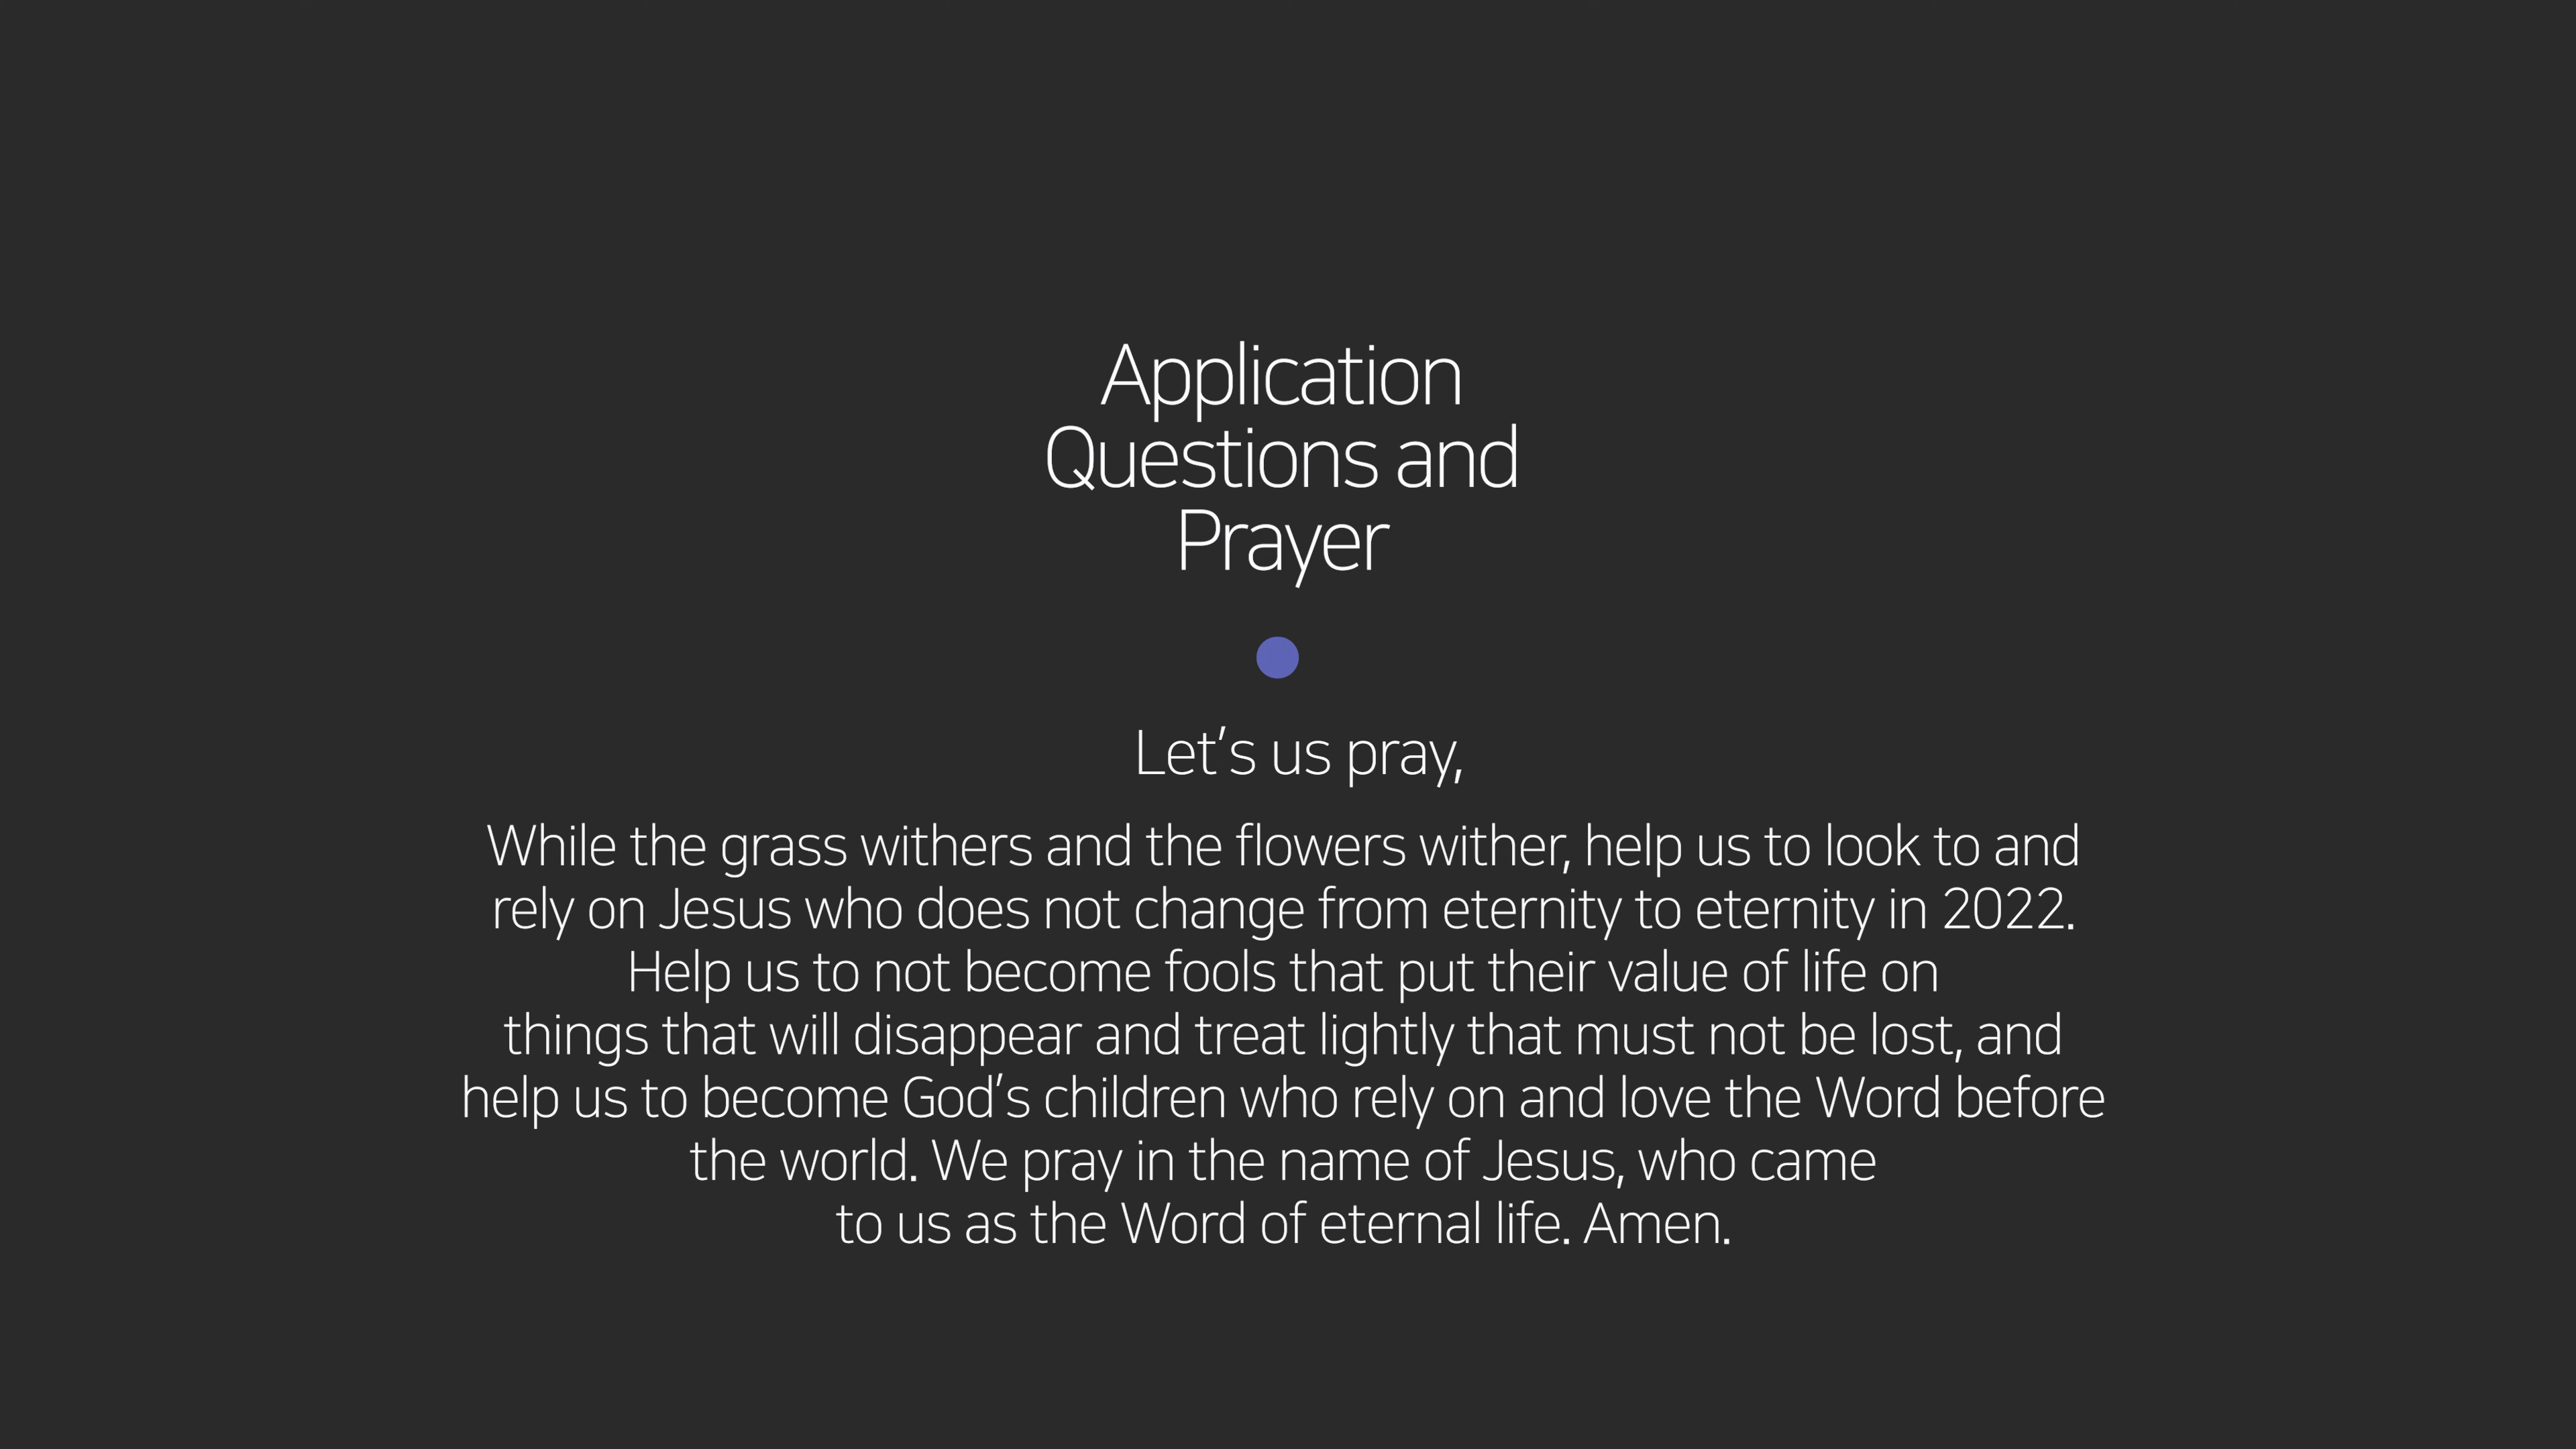 Application
Questions and
Prayer
Let’s us pray,
While the grass withers and the flowers wither, help us to look to and
rely on Jesus who does not change from eternity to eternity in 2022.
Help us to not become fools that put their value of life on
things that will disappear and treat lightly that must not be lost, and
help us to become God’s children who rely on and love the Word before
the world. We pray in the name of Jesus, who came
to us as the Word of eternal life. Amen.